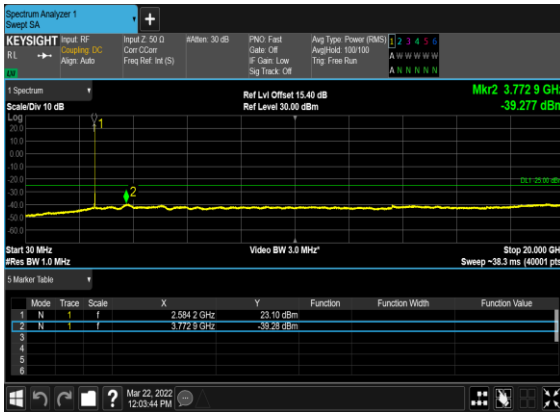 Spectrum Analyzer 1
Swept SA
+
KEYSIGHT Input: RF Input Z: 50 Ω #Atten: 30 dB PNO: Fast Avg Type: Power (RMS) 1 2 3 4 5 6
RL Coupling: DC Corr CCorr Gate: Off Avg|Hold: 100/100 A W W W W W
Align: Auto Freq Ref: Int (S) IF Gain: Low Trig: Free Run
Sig Track: Off A N N N N N
1 Spectrum Ref Lvl Offset 15.40 dB Mkr2 3.772 9 GHz
Scale/Div 10 dB Ref Level 30.00 dBm -39.277 dBm
Log
1
20.0
10.0
0.00
-10.0
-20.0
DL1 -25.00 dBm
-30.0
2
-40.0
-50.0
-60.0
Start 30 MHz Video BW 3.0 MHz* Stop 20.000 GHz
#Res BW 1.0 MHz Sweep ~38.3 ms (40001 pts)
5 Marker Table
Mode Trace Scale X Y Function Function Width Function Value
1 N 1 f 2.584 2 GHz 23.10 dBm
2 N 1 f 3.772 9 GHz -39.28 dBm
3
4
5
6
? Mar 22, 2022
12:03:44 PM